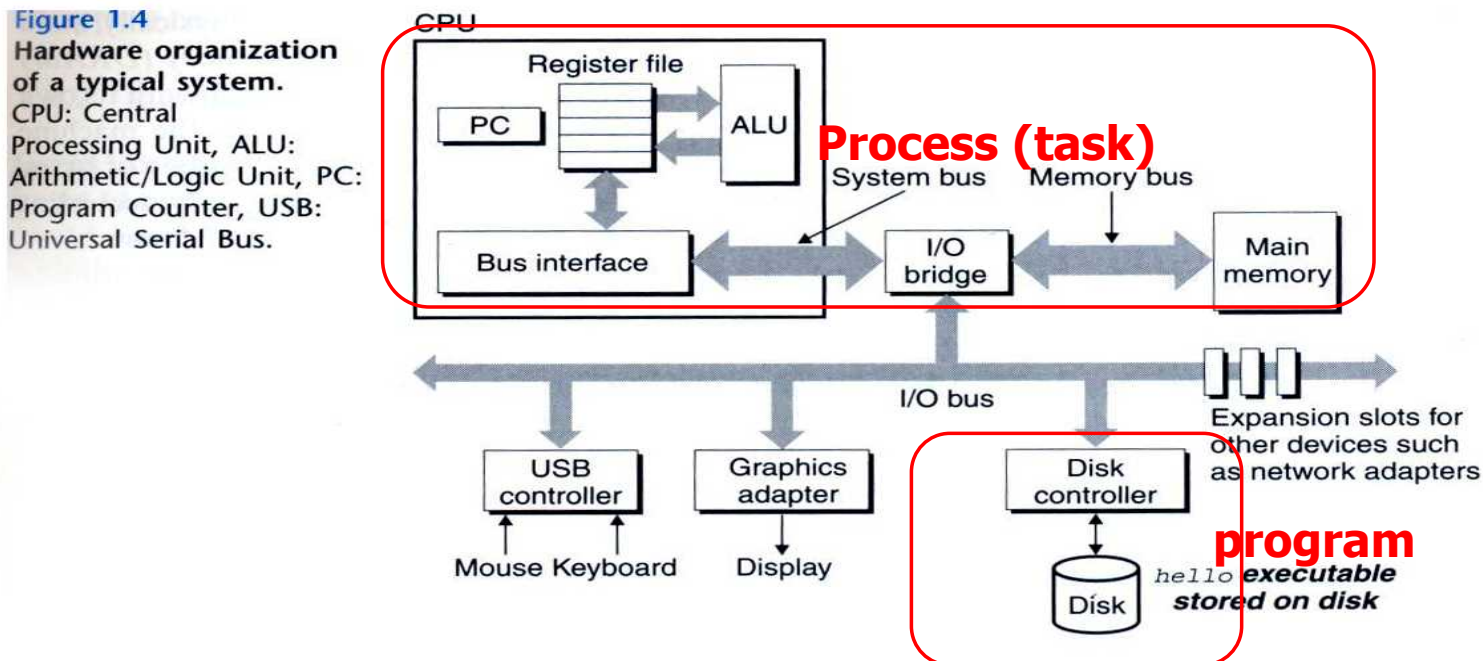 Figure 1.4
Hardware organization
of a typical system.
CPU: Central
Processing Unit, ALU:
Arithmetic/Logic Unit, PC:
Program Counter, USB:
Universal Serial Bus.
CPU
Register file
PC
ALU
Process (task)
System bus
Memory bus
Bus interface
I/O
bridge
Main
memory
I/O bus
Expansion slots for
other devices such
as network adapters
USB
controller
Graphics
adapter
Disk
controller
Mouse Keyboard
Display
program
Disk
hello executable
stored on disk